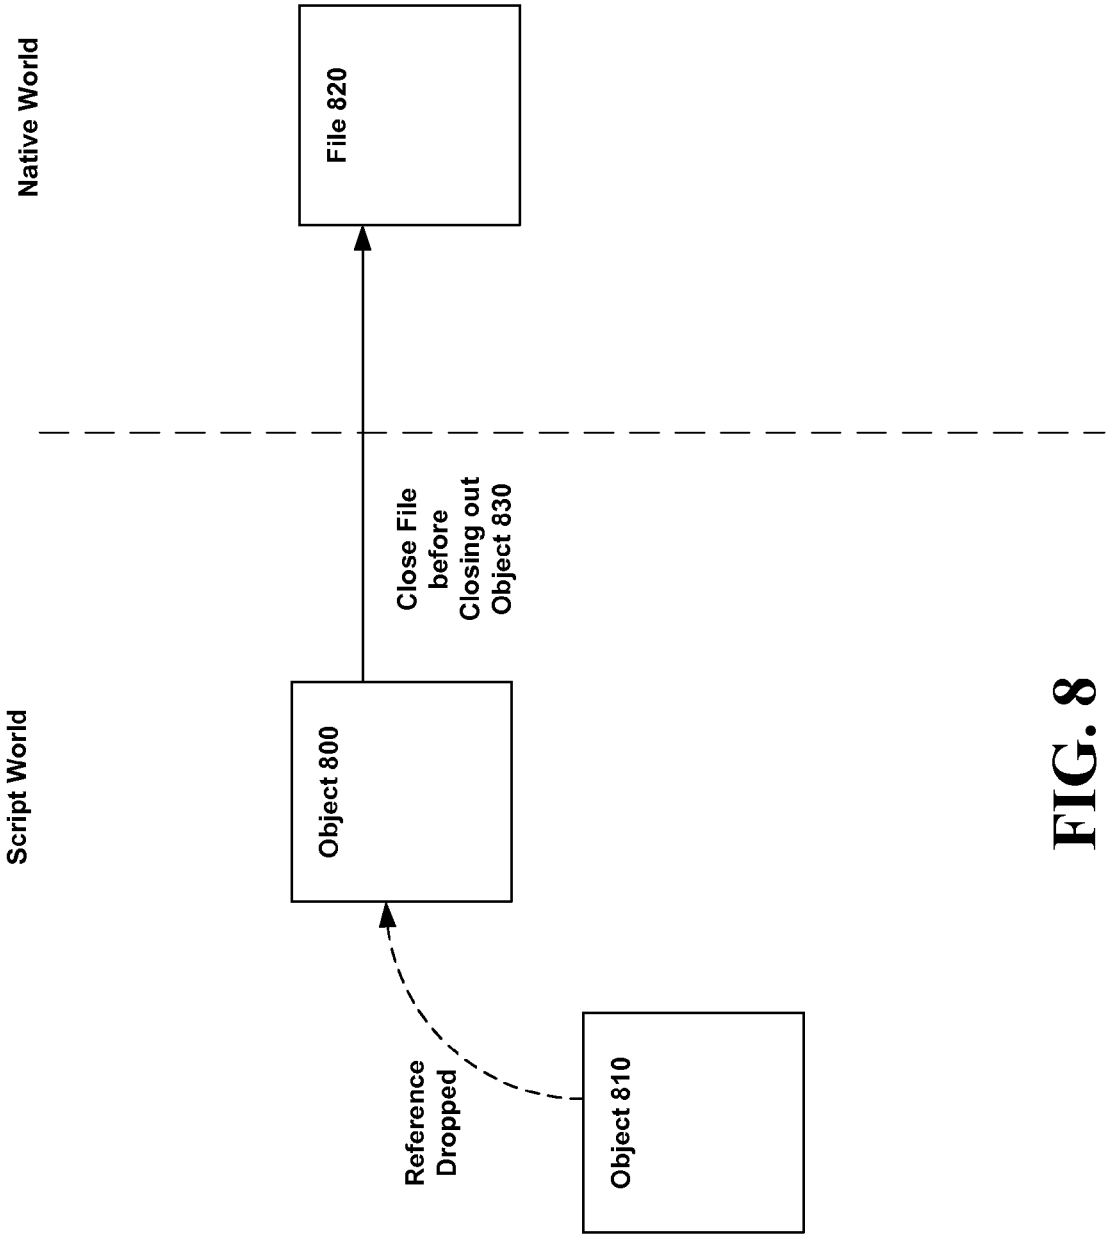 Script World
Native World
Object 800
File 820
Close File
before
Closing out
Object 830
Reference
Dropped
Object 810
FIG. 8